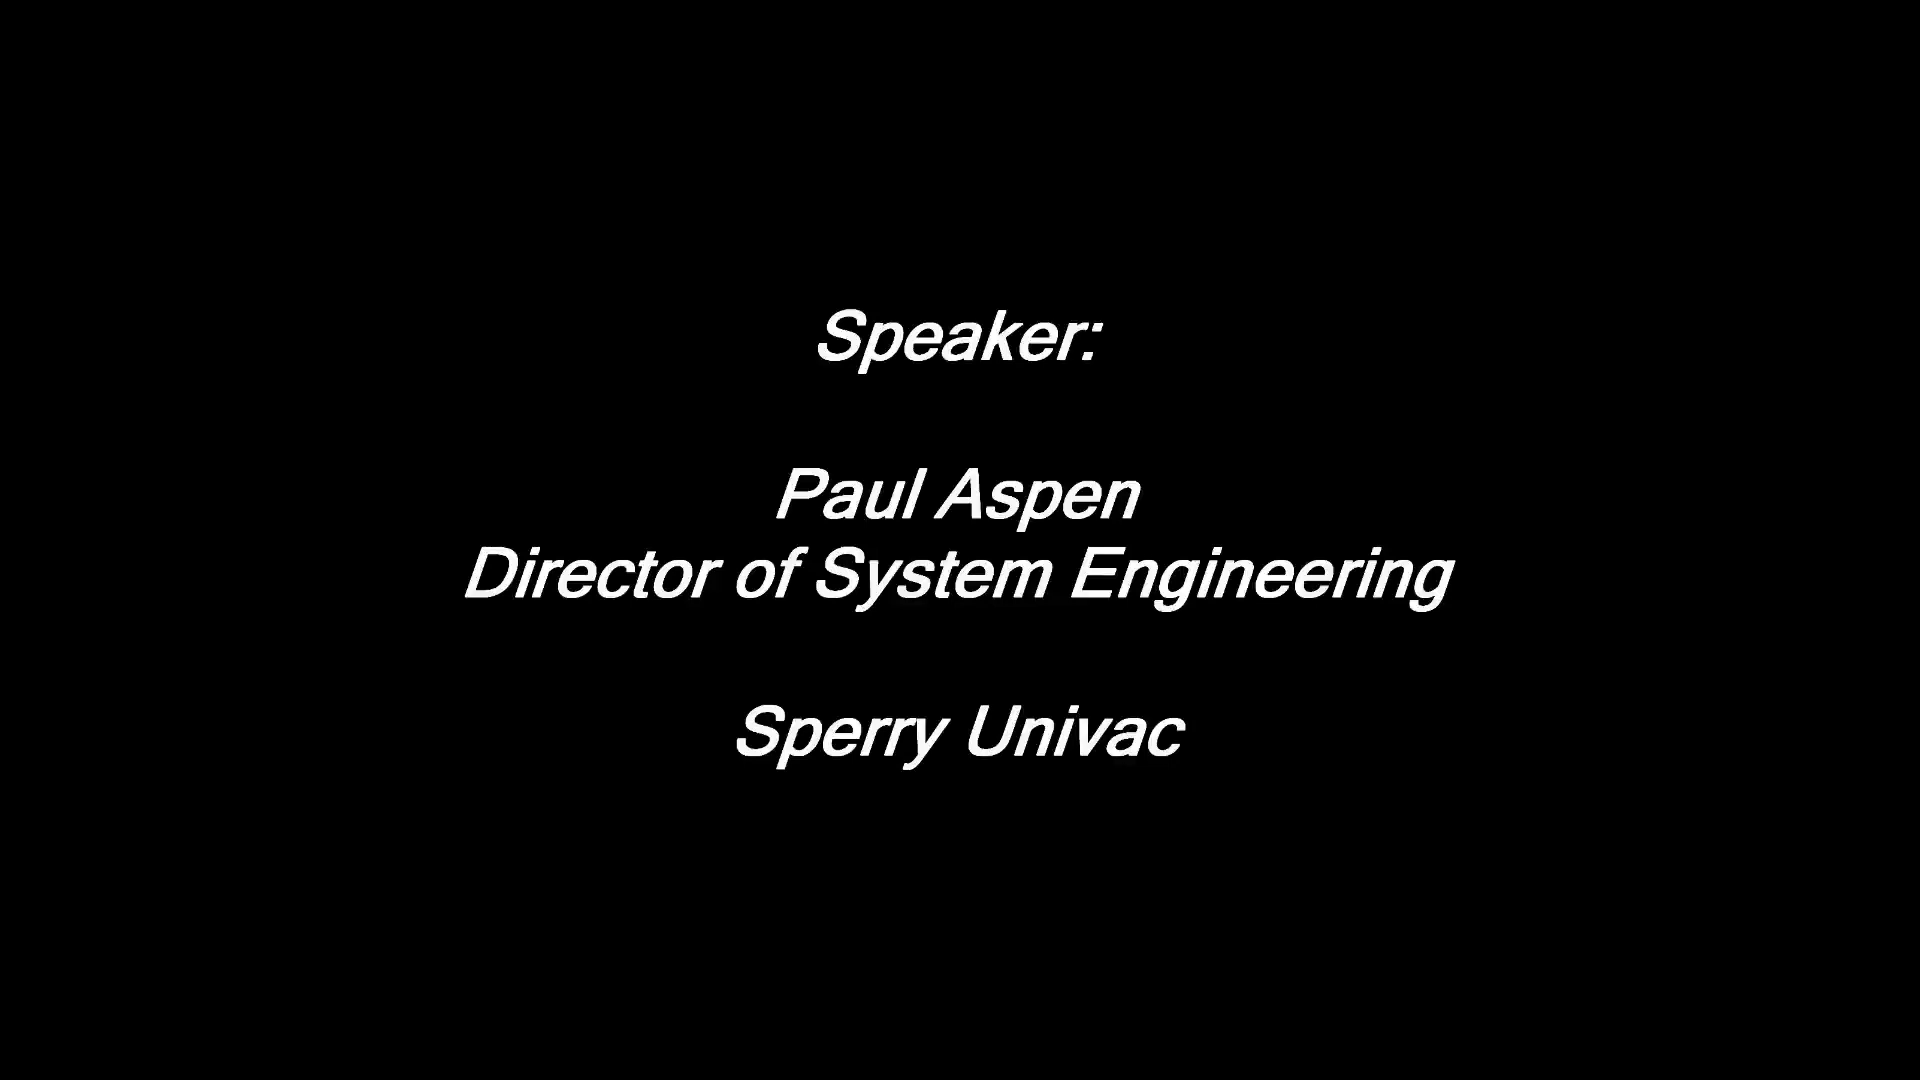 Speaker:
Paul Aspen
Director of System Engineering
Sperry Univac